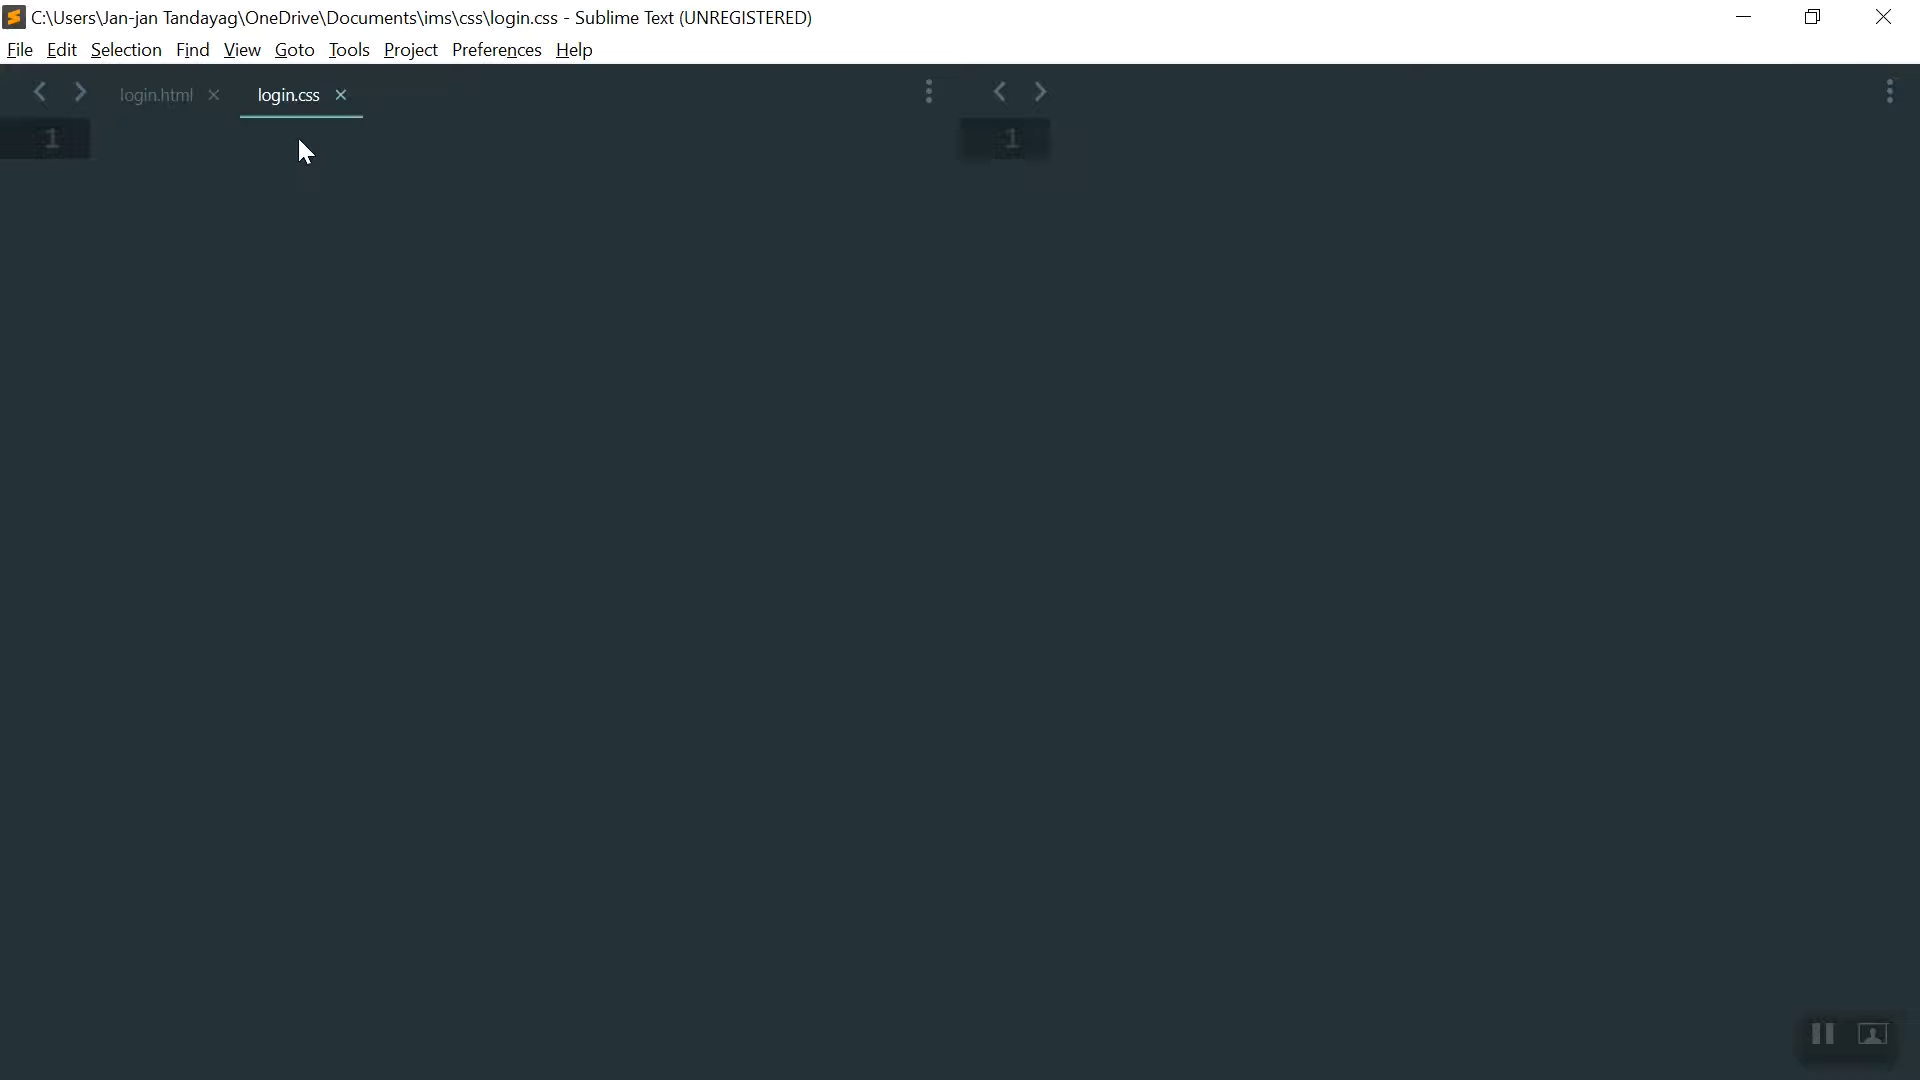 C:\Users\Jan-jan Tandayag\OneDrive\Documents\ims\css\login.css - Sublime Text (UNREGISTERED)
File Edit Selection Find View Goto Tools Project Preferences Help
login.html login.css
1 1